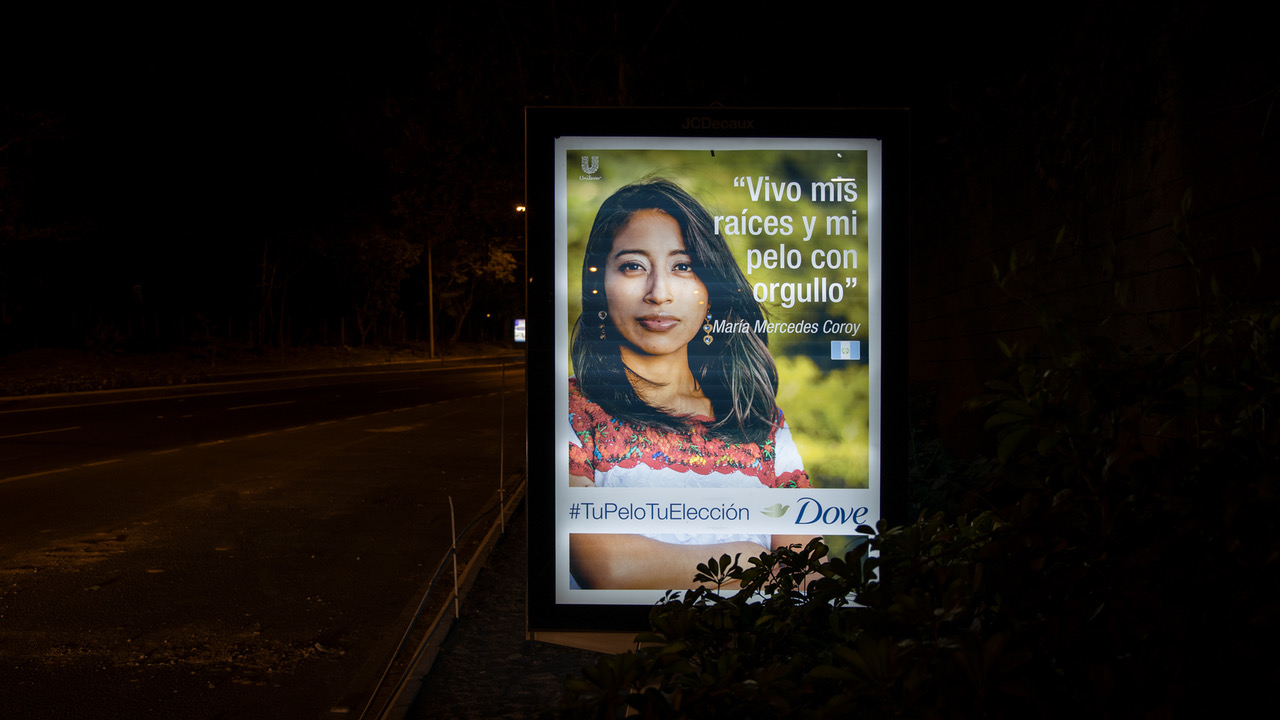 JCDecaux
Unilever
“Vivo mis
raíces y mi
pelo con
orgullo”
María Mercedes Coroy
#TuPeloTuElección Dove